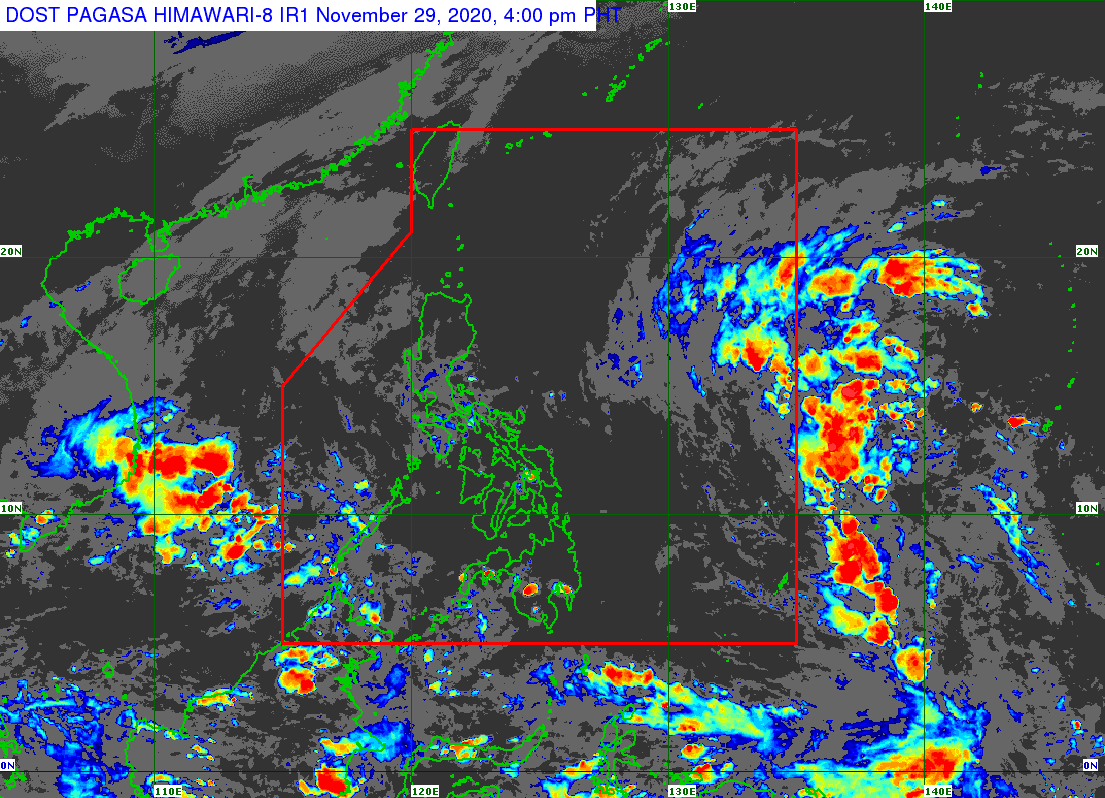 DOST PAGASA HIMAWARI-8 IR1 November 29, 2020, 4:00 pm PHT
130E 140E
20N 20N
10N 10N
0N 0N
110E 120E 130E 140E